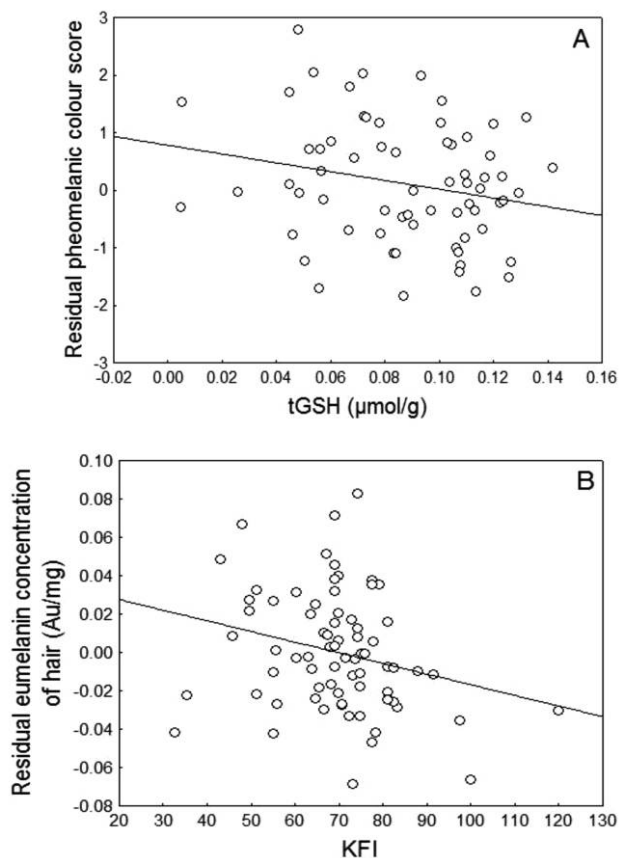 A
Residual pheomelanic colour score
3
2
1
0
-1
-2
-3
-0.02 0.00 0.02 0.04 0.06 0.08 0.10 0.12 0.14 0.16
tGSH (μmol/g)
B
Residual eumelanin concentration
of hair (Au/mg)
0.10
0.08
0.06
0.04
0.02
0.00
-0.02
-0.04
-0.06
-0.08
20 30 40 50 60 70 80 90 100 110 120 130
KFI